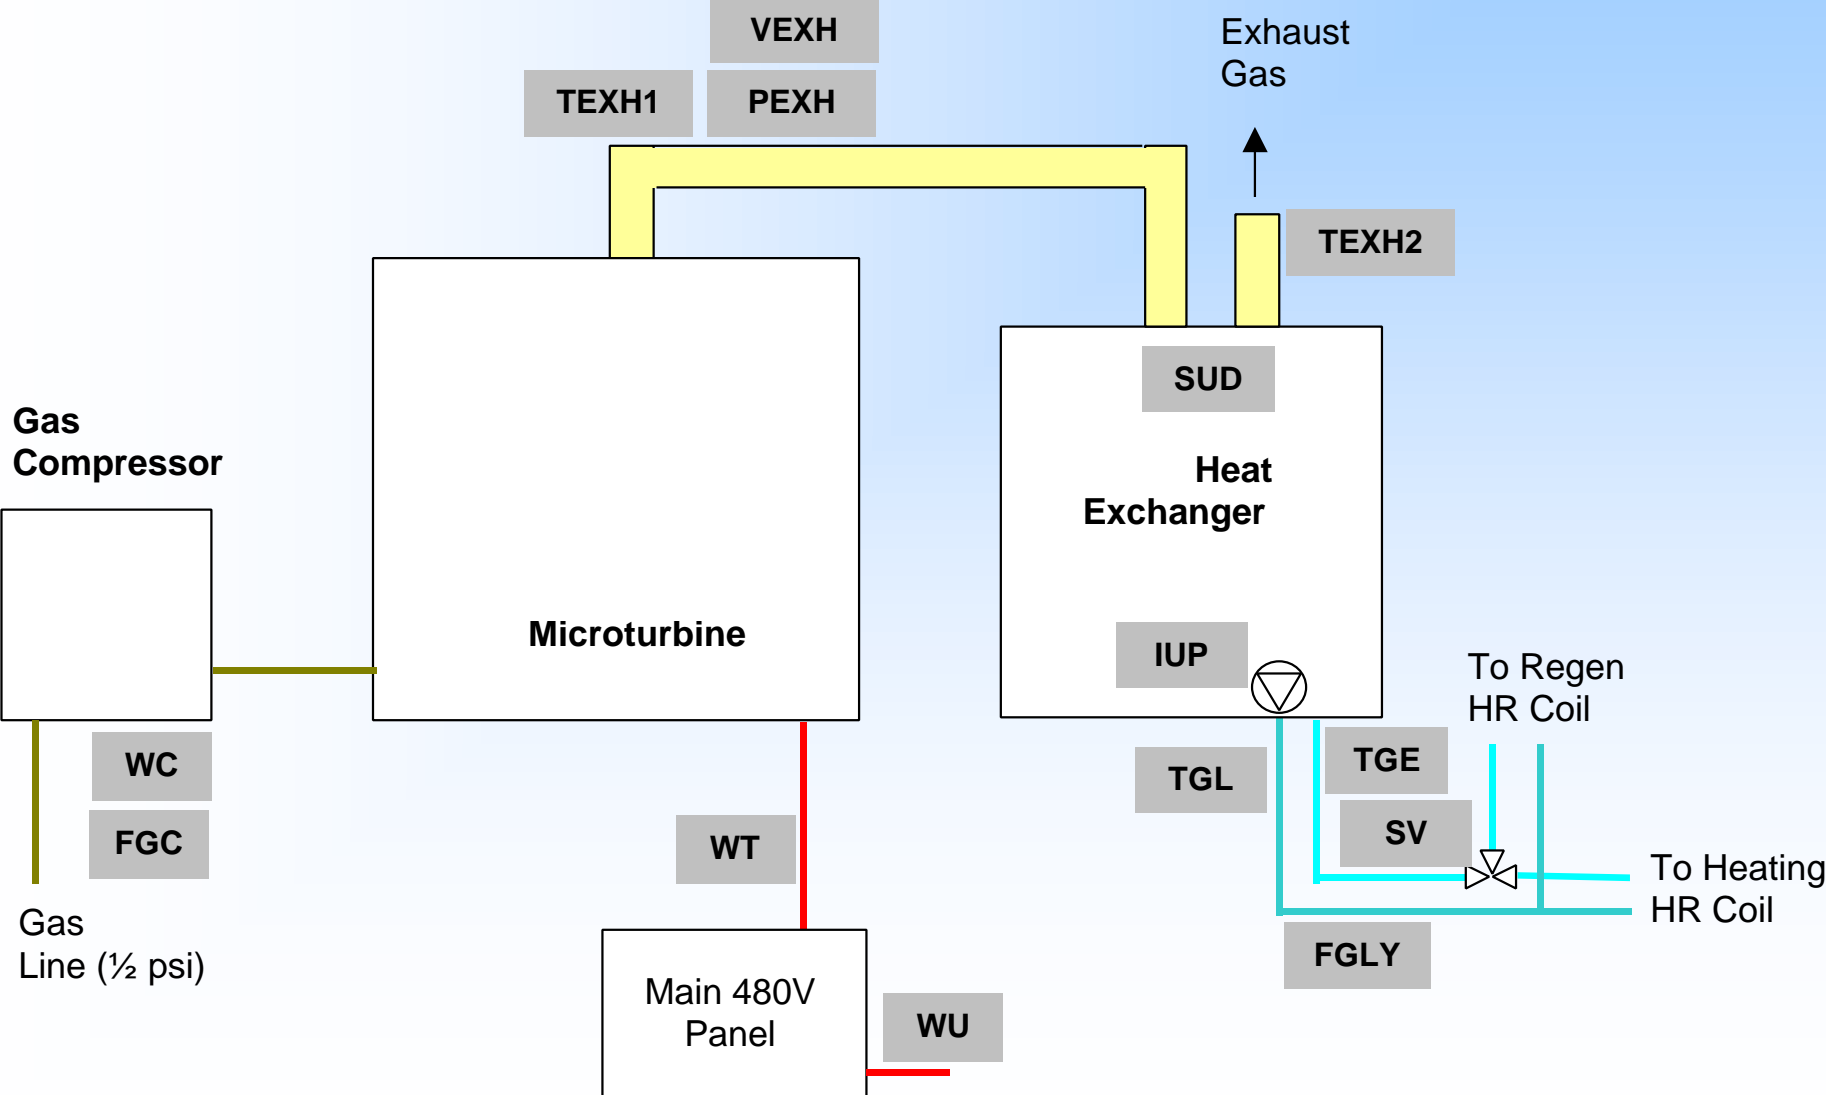 VEXH
Exhaust
Gas
TEXH1
PEXH
TEXH2
SUD
Gas
Compressor
Heat
Exchanger
Microturbine
IUP
To Regen
HR Coil
WC
TGL
TGE
FGC
WT
SV
To Heating
HR Coil
Gas
Line (½ psi)
FGLY
Main 480V
Panel
WU